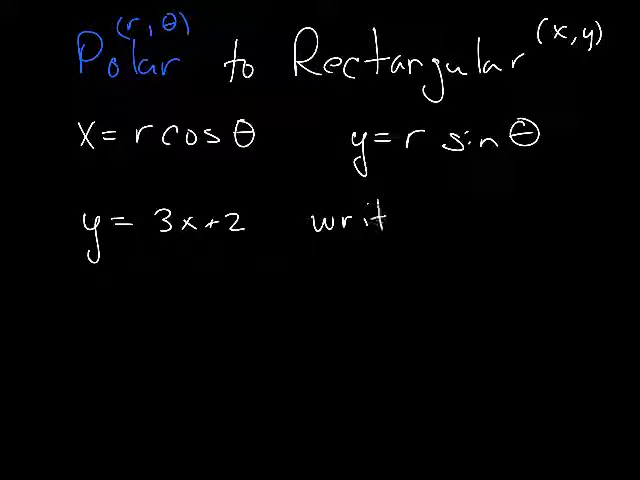 Polar (r, θ) to Rectangular (x, y)
x = r cos θ y = r sin θ
y = 3x + 2 writ